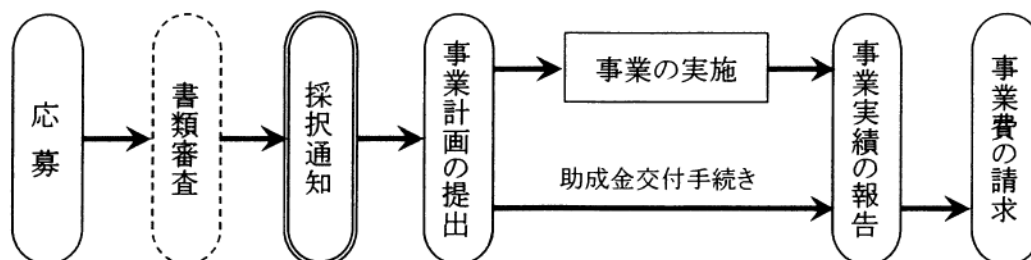 応募
書類審査
採択通知
事業計画の提出
事業の実施
助成金交付手続き
事業実績の報告
事業費の請求